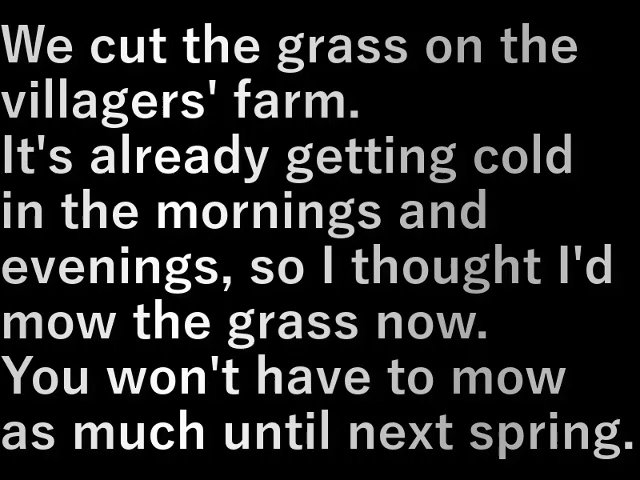 We cut the grass on the
villagers' farm.
It's already getting cold
in the mornings and
evenings, so I thought I'd
mow the grass now.
You won't have to mow
as much until next spring.